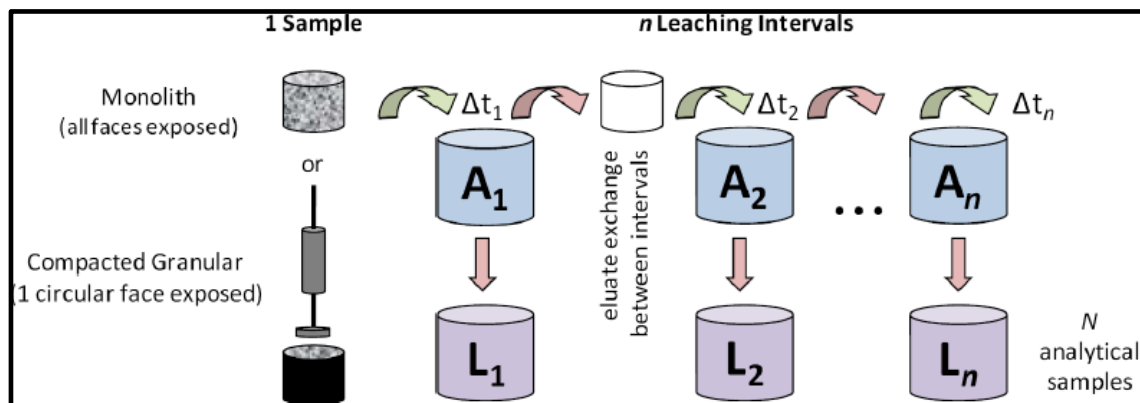 1 Sample
n Leaching Intervals
Monolith
(all faces exposed)
or
Compacted Granular
(1 circular face exposed)
Δt1
Δt2
Δtn
A1
A2
...
An
eluate exchange
between intervals
L1
L2
Ln
N
analytical
samples